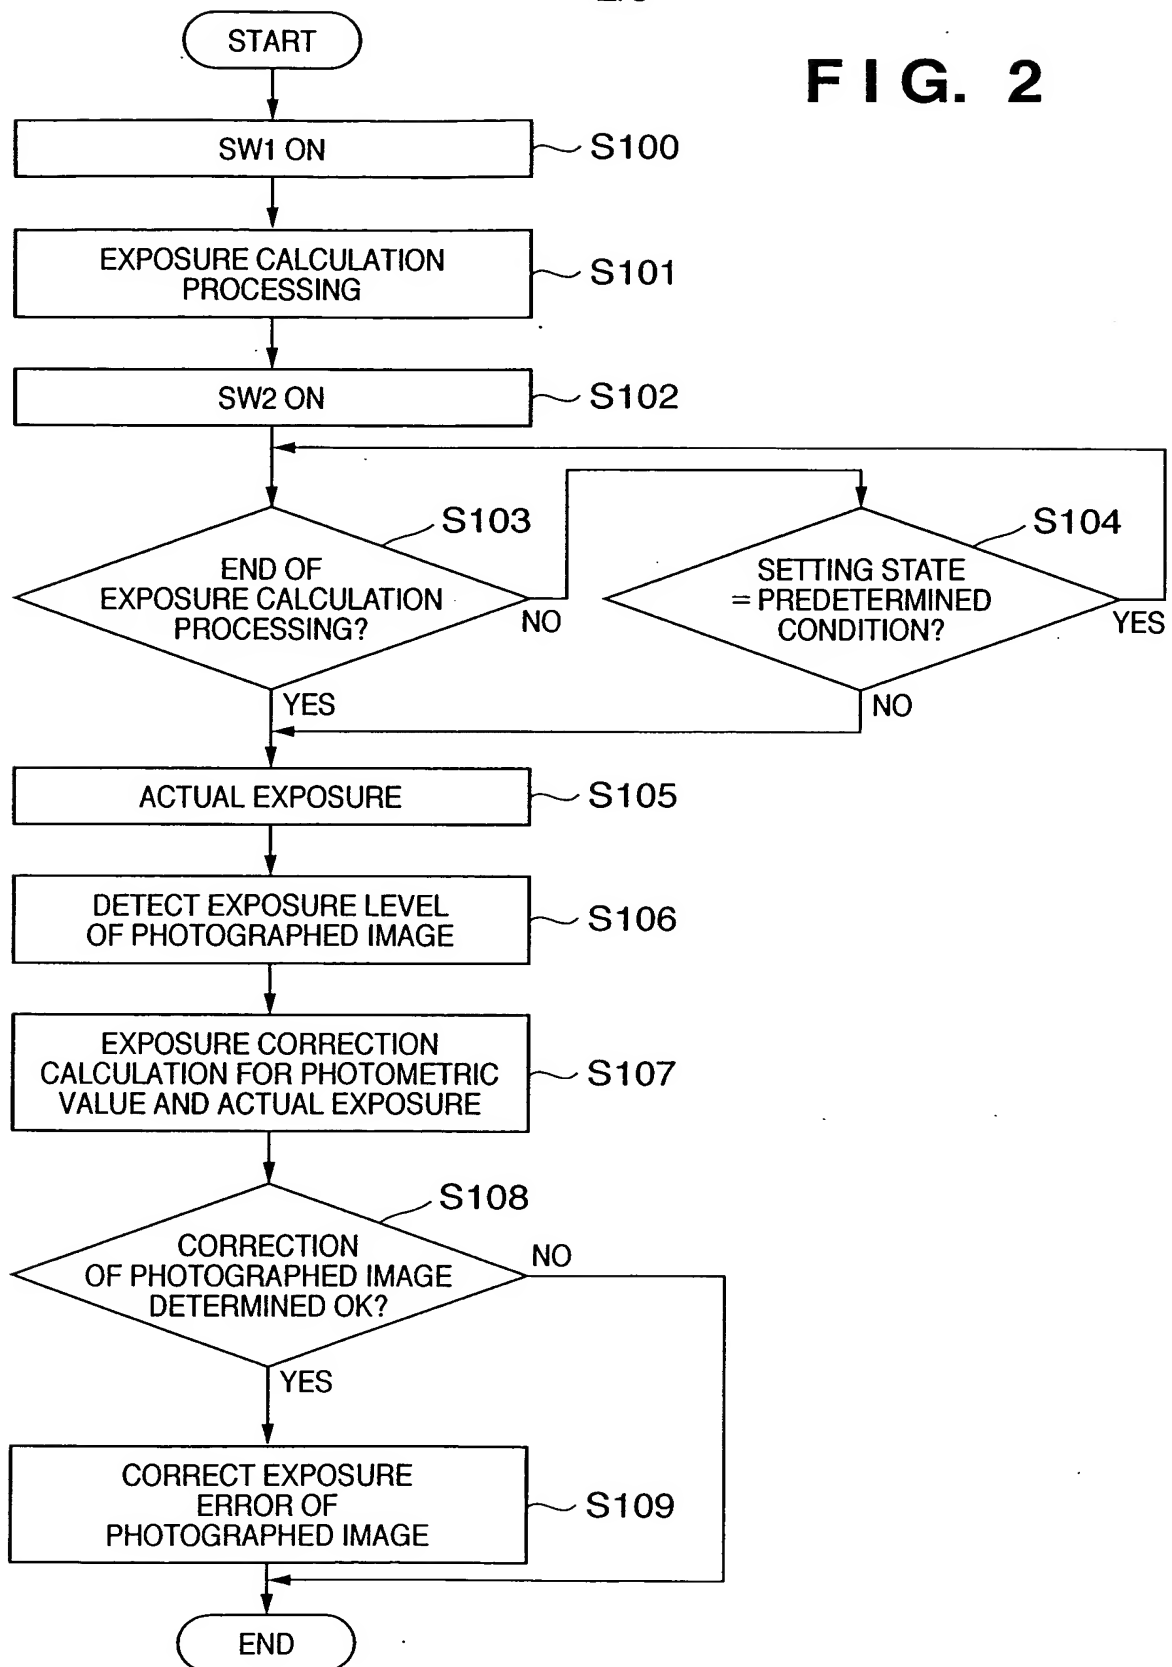 START
FIG. 2
SW1 ON
S100
EXPOSURE CALCULATION
PROCESSING
S101
SW2 ON
S102
S103
END OF
EXPOSURE CALCULATION
PROCESSING?
NO
YES
S104
SETTING STATE
= PREDETERMINED
CONDITION?
YES
NO
ACTUAL EXPOSURE
S105
DETECT EXPOSURE LEVEL
OF PHOTOGRAPHED IMAGE
S106
EXPOSURE CORRECTION
CALCULATION FOR PHOTOMETRIC
VALUE AND ACTUAL EXPOSURE
S107
S108
CORRECTION
OF PHOTOGRAPHED IMAGE
DETERMINED OK?
NO
YES
CORRECT EXPOSURE
ERROR OF
PHOTOGRAPHED IMAGE
S109
END